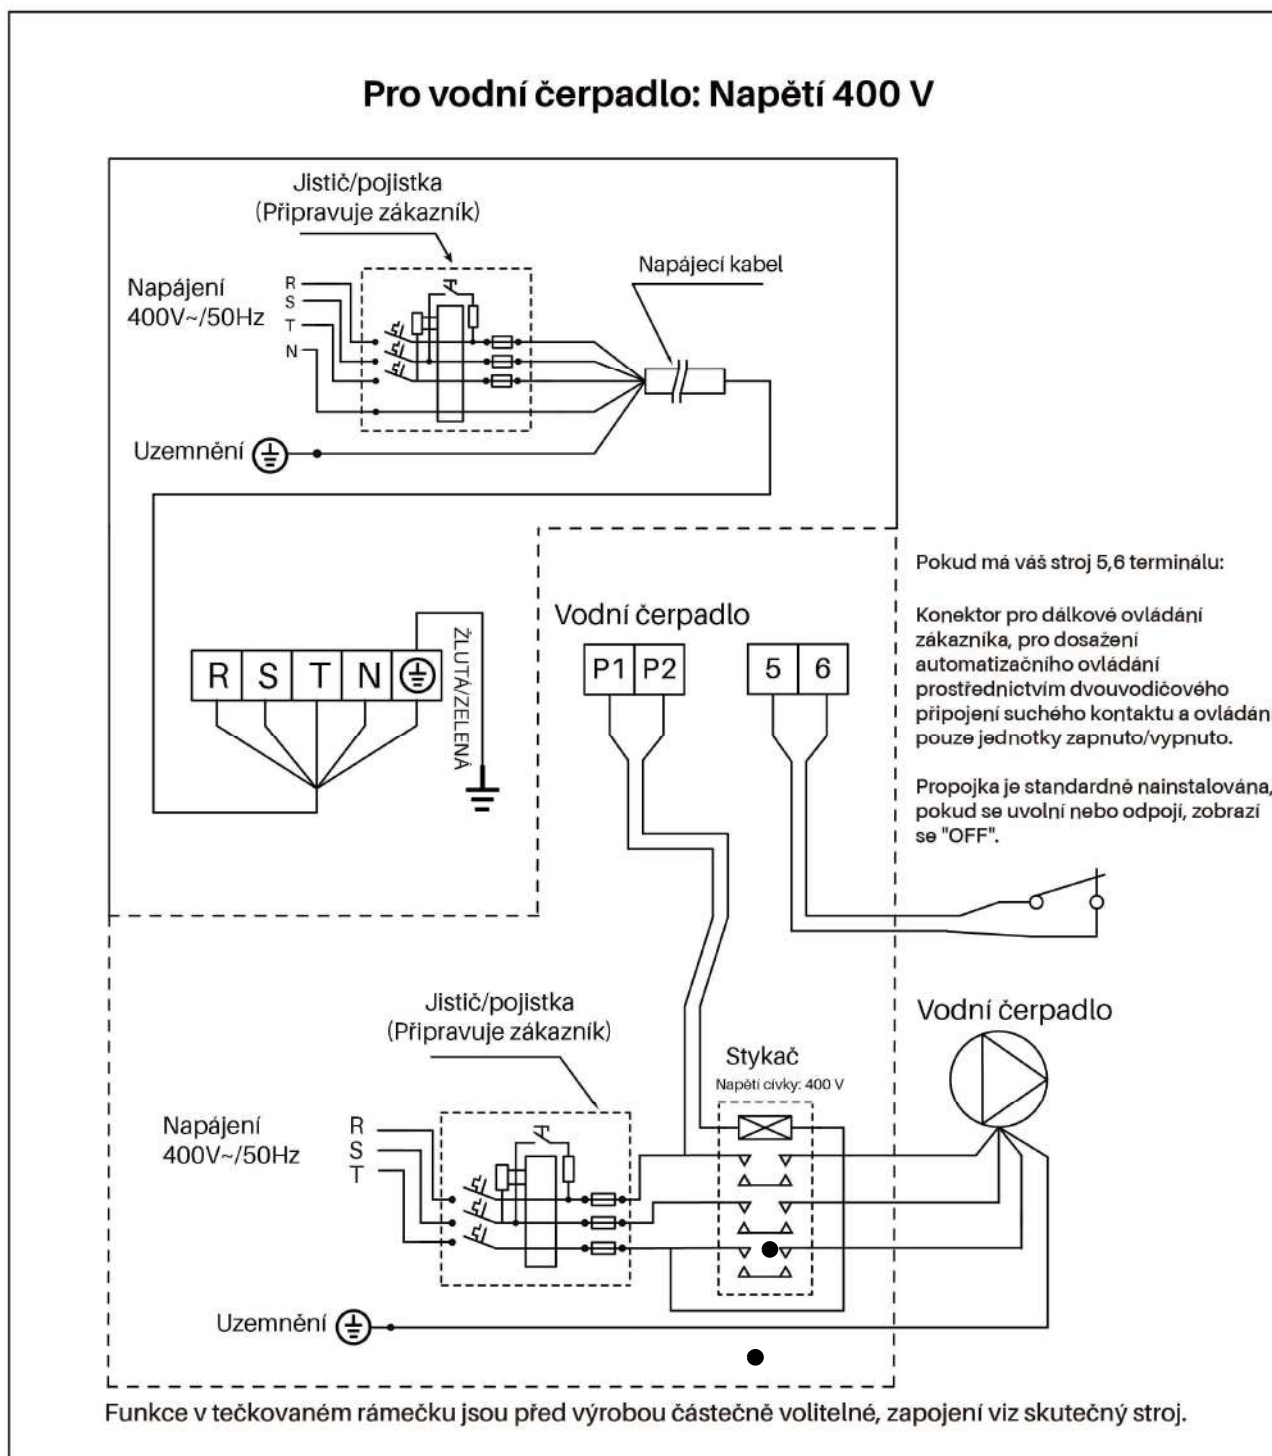 Pro vodní čerpadlo: Napětí 400 V
Jistič/pojistka
(Připravuje zákazník)
Napájecí kabel
Napájení
400V~/50Hz
R
S
T
N
Uzemnění
R S T N
ŽLUTÁ/ZELENÁ
Vodní čerpadlo
P1 P2
5 6
Pokud má váš stroj 5,6 terminálu:
Konektor pro dálkové ovládání
zákazníka, pro dosažení
automatizačního ovládání
prostřednictvím dvouvodičového
připojení suchého kontaktu a ovládán
pouze jednotky zapnuto/vypnuto.
Propojka je standardně nainstalována,
pokud se uvolní nebo odpojí, zobrazí
se "OFF".
Jistič/pojistka
(Připravuje zákazník)
Vodní čerpadlo
Stykač
Napětí cívky: 400 V
Napájení
400V~/50Hz
R
S
T
Uzemnění
Funkce v tečkovaném rámečku jsou před výrobou částečně volitelné, zapojení viz skutečný stroj.